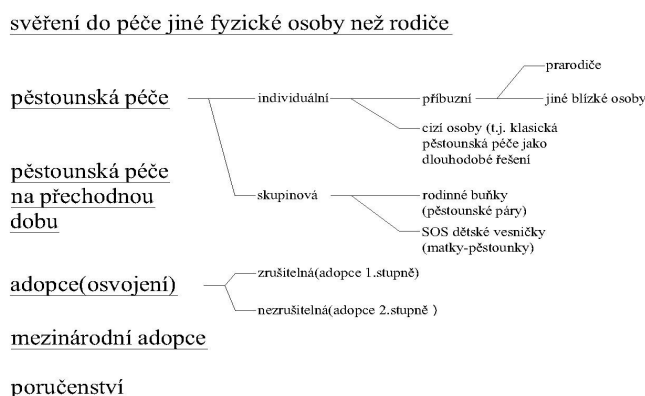 svěření do péče jiné fyzické osoby než rodiče
prarodiče
pěstounská péče
individuální
příbuzní
jiné blízké osoby
cizí osoby (t.j. klasická
pěstounská péče jako
dlouhodobé řešení
pěstounská péče
na přechodnou
dobu
skupinová
rodinné buňky
(pěstounské páry)
SOS dětské vesničky
(matky-pěstounky)
adopce(osvojení)
zrušitelná(adopce 1.stupně)
nezrušitelná(adopce 2.stupně )
mezinárodní adopce
poručenství